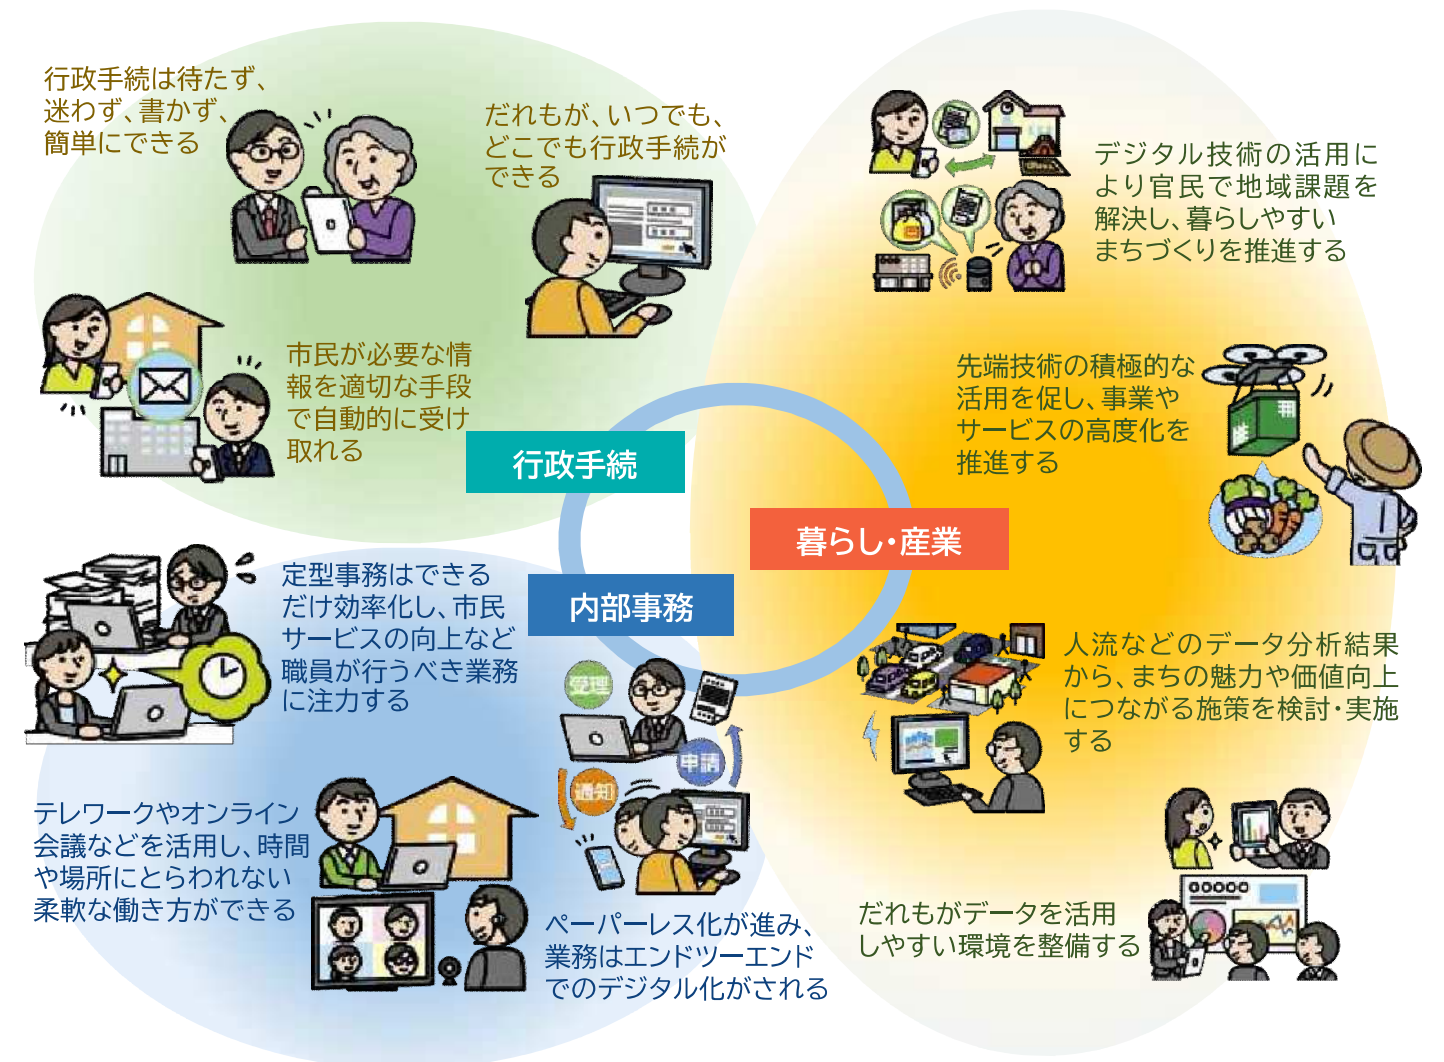 行政手続は待たず、
迷わず、書かず、
簡単にできる
だれもが、いつでも、
どこでも行政手続が
できる
市民が必要な情
報を適切な手段
で自動的に受け
取れる
行政手続
デジタル技術の活用に
より官民で地域課題を
解決し、暮らしやすい
まちづくりを推進する
先端技術の積極的な
活用を促し、事業や
サービスの高度化を
推進する
暮らし・産業
人流などのデータ分析結果
から、まちの魅力や価値向上
につながる施策を検討・実施
する
だれもがデータを活用
しやすい環境を整備する
内部事務
定型事務はできる
だけ効率化し、市民
サービスの向上など
職員が行うべき業務
に注力する
受理
申請
通知
テレワークやオンライン
会議などを活用し、時間
や場所にとらわれない
柔軟な働き方ができる
ペーパーレス化が進み、
業務はエンドツーエンド
でのデジタル化がされる